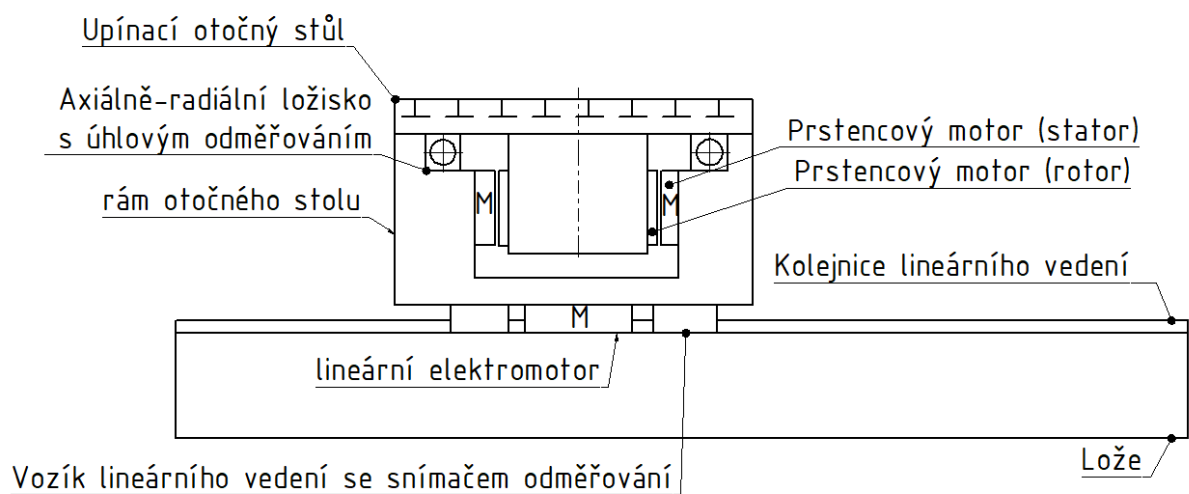 Upínací otočný stůl
Axiálně-radiální ložisko
s úhlovým odměřováním
rám otočného stolu
Prstencový motor (stator)
Prstencový motor (rotor)
M
M
Kolejnice lineárního vedení
M
lineární elektromotor
Lože
Vozík lineárního vedení se snímačem odměřování